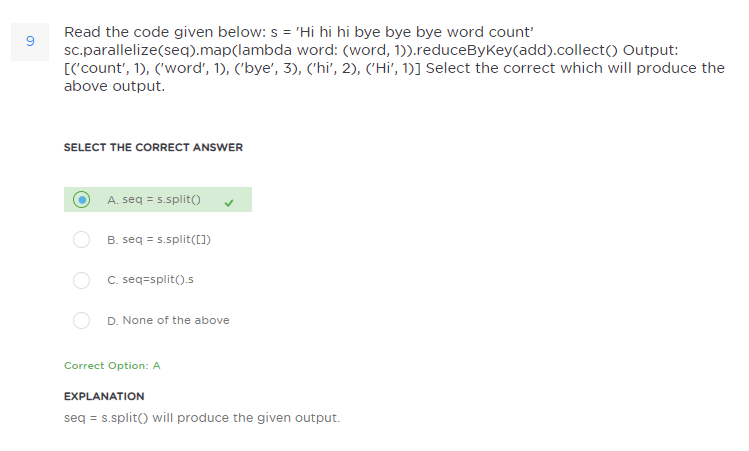 9
Read the code given below: s = 'Hi hi hi bye bye bye word count’
sc.parallelize(seq).map(lambda word: (word, 1)).reduceByKey(add).collect() Output:
[('count', 1), ('word', 1), ('bye', 3), ('hi', 2), ('Hi', 1)] Select the correct which will produce the
above output.
SELECT THE CORRECT ANSWER
A. seq = s.split()
B. seq = s.split([])
C. seq=split().s
D. None of the above
Correct Option: A
EXPLANATION
seq = s.split() will produce the given output.